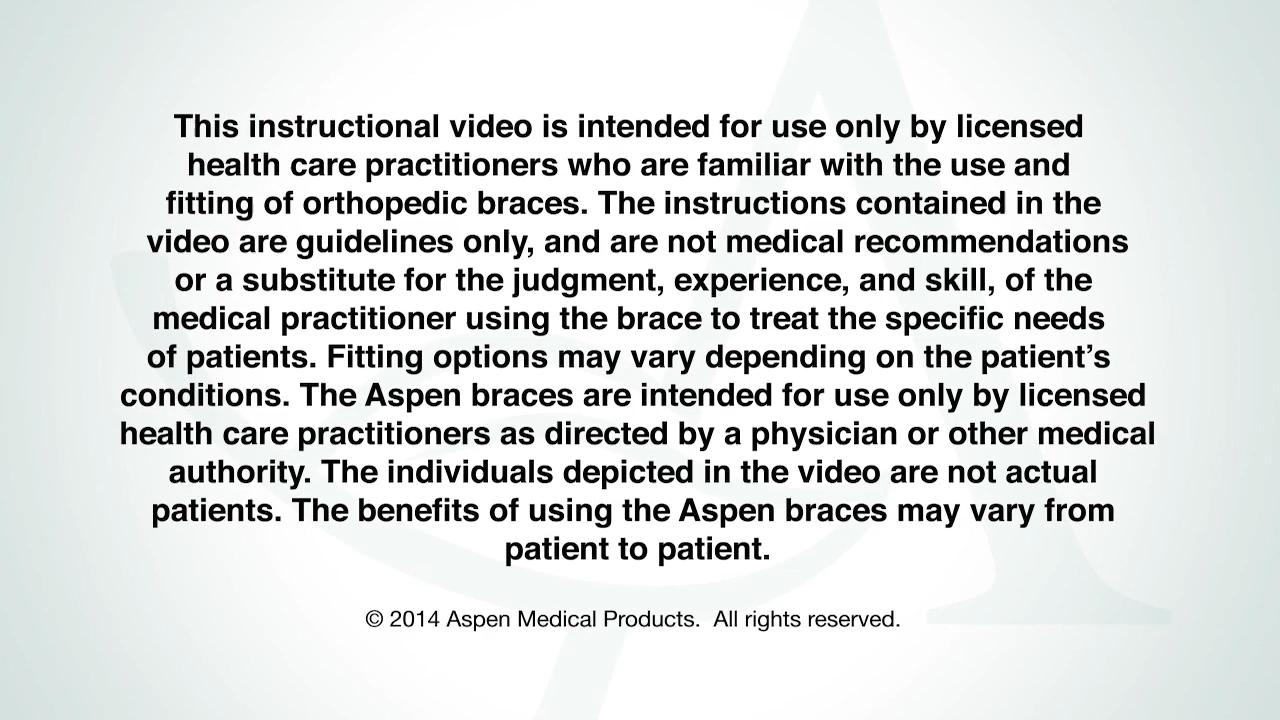 This instructional video is intended for use only by licensed
health care practitioners who are familiar with the use and
fitting of orthopedic braces. The instructions contained in the
video are guidelines only, and are not medical recommendations
or a substitute for the judgment, experience, and skill, of the
medical practitioner using the brace to treat the specific needs
of patients. Fitting options may vary depending on the patient’s
conditions. The Aspen braces are intended for use only by licensed
health care practitioners as directed by a physician or other medical
authority. The individuals depicted in the video are not actual
patients. The benefits of using the Aspen braces may vary from
patient to patient.
© 2014 Aspen Medical Products.  All rights reserved.